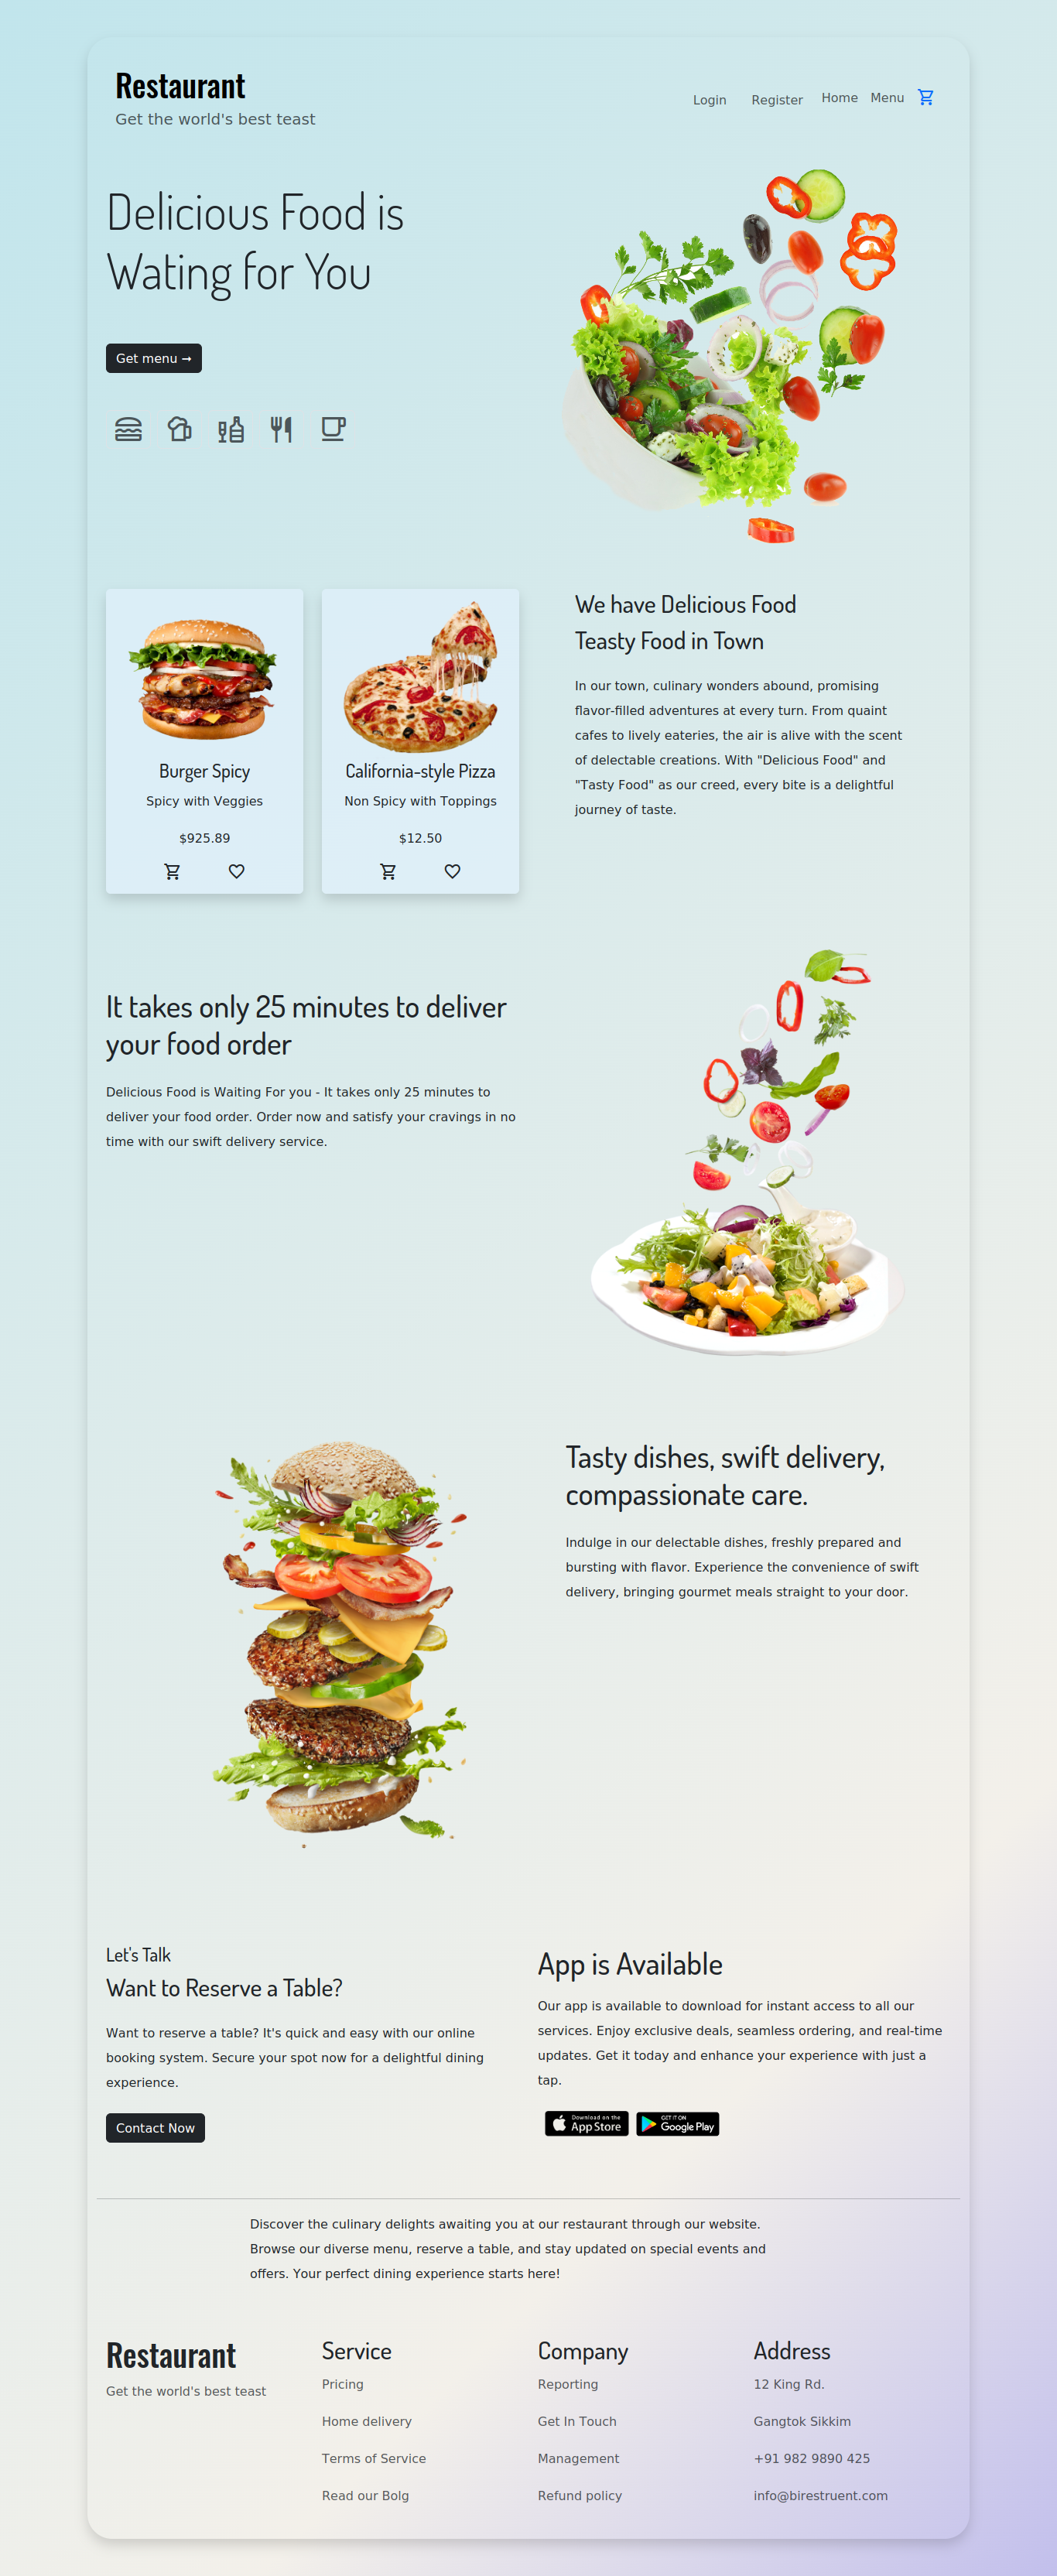 Restaurant
Get the world's best teast
Login Register Home Menu
Delicious Food is
Wating for You
Get menu →
Burger Spicy
Spicy with Veggies
$925.89
California-style Pizza
Non Spicy with Toppings
$12.50
We have Delicious Food
Teasty Food in Town
In our town, culinary wonders abound, promising
flavor-filled adventures at every turn. From quaint
cafes to lively eateries, the air is alive with the scent
of delectable creations. With "Delicious Food" and
"Tasty Food" as our creed, every bite is a delightful
journey of taste.
It takes only 25 minutes to deliver
your food order
Delicious Food is Waiting For you - It takes only 25 minutes to
deliver your food order. Order now and satisfy your cravings in no
time with our swift delivery service.
Tasty dishes, swift delivery,
compassionate care.
Indulge in our delectable dishes, freshly prepared and
bursting with flavor. Experience the convenience of swift
delivery, bringing gourmet meals straight to your door.
Let's Talk
Want to Reserve a Table?
Want to reserve a table? It's quick and easy with our online
booking system. Secure your spot now for a delightful dining
experience.
Contact Now
App is Available
Our app is available to download for instant access to all our
services. Enjoy exclusive deals, seamless ordering, and real-time
updates. Get it today and enhance your experience with just a
tap.
Download on the
App Store
GET IT ON
Google Play
Discover the culinary delights awaiting you at our restaurant through our website.
Browse our diverse menu, reserve a table, and stay updated on special events and
offers. Your perfect dining experience starts here!
Restaurant
Get the world's best teast
Service
Pricing
Home delivery
Terms of Service
Read our Bolg
Company
Reporting
Get In Touch
Management
Refund policy
Address
12 King Rd.
Gangtok Sikkim
+91 982 9890 425
info@birestruent.com